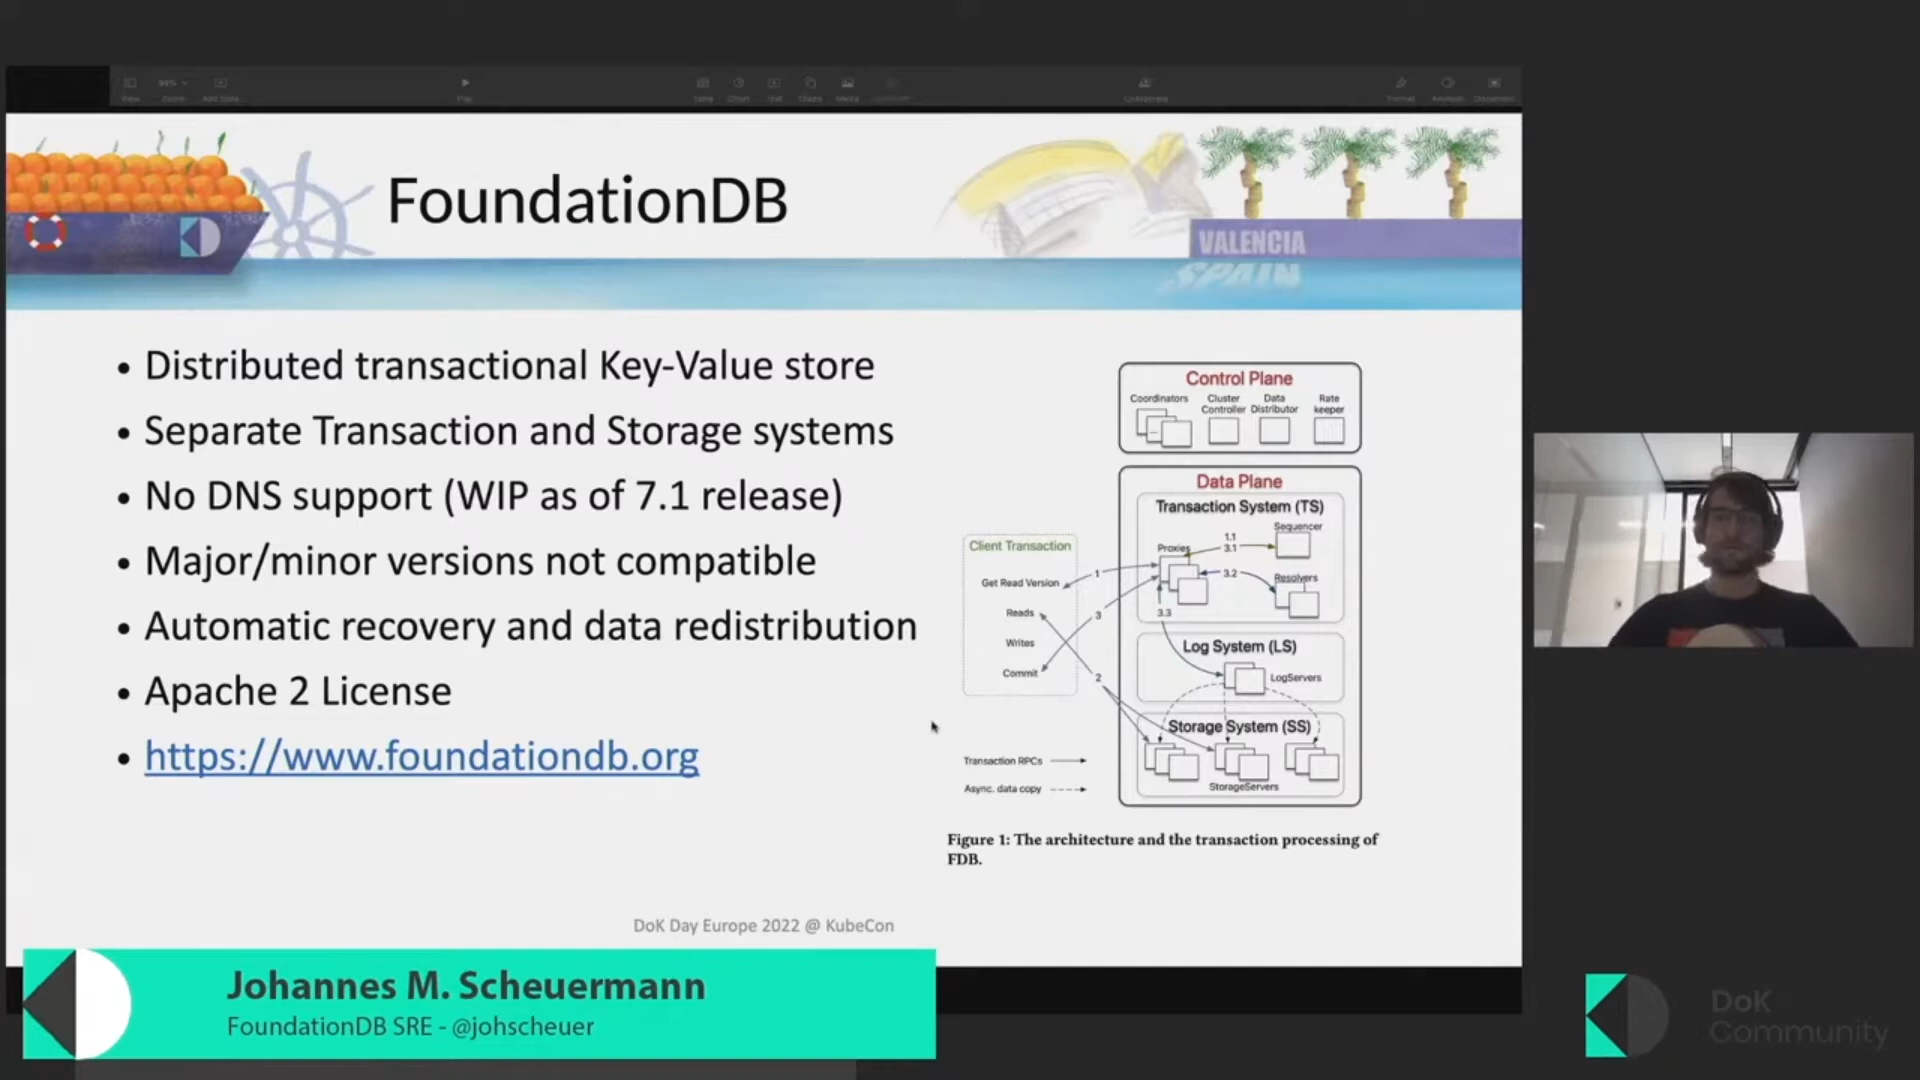 FoundationDB
VALENCIA
SPAIN
Distributed transactional Key-Value store
Separate Transaction and Storage systems
No DNS support (WIP as of 7.1 release)
Major/minor versions not compatible
Automatic recovery and data redistribution
Apache 2 License
https://www.foundationdb.org
Control Plane
Coordinators
Cluster Controller
Data Distributor
Rate keeper
Data Plane
Transaction System (TS)
Sequencer
1.1
3.1
Proxies
3.2
Resolvers
3.3
Client Transaction
Get Read Version
Reads
Writes
Commit
1
3
2
Log System (LS)
LogServers
Storage System (SS)
StorageServers
Transaction RPCs
Async. data copy
Figure 1: The architecture and the transaction processing of
FDB.
DoK Day Europe 2022 @ KubeCon
Johannes M. Scheuermann
FoundationDB SRE - @johscheuer
DoK
Community